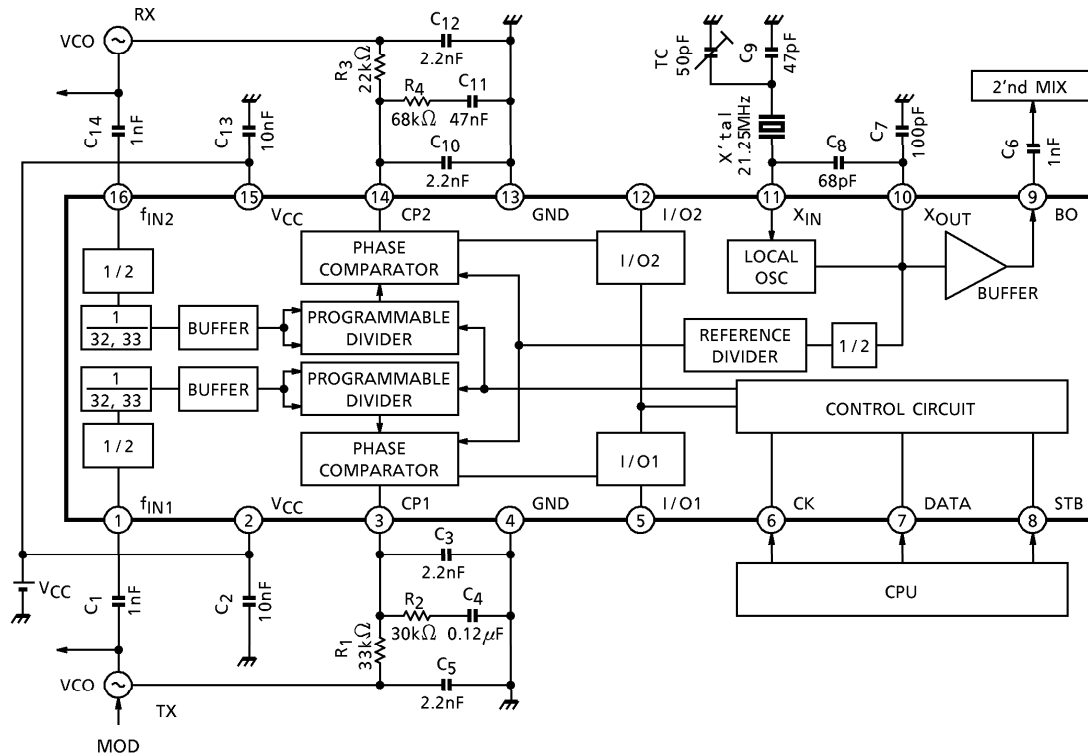 RX
VCO
C14
1nF
C13
10nF
C12
2.2nF
R3
22kΩ
R4
68kΩ
C11
47nF
C10
2.2nF
TC
50pF
C9
47pF
X'tal
21.25MHz
C8
68pF
C7
100pF
2'nd MIX
C6
1nF
16
15
14
13
12
11
10
9
fIN2
VCC
CP2
GND
I/O2
XIN
XOUT
BO
1/2
PHASE
COMPARATOR
I/O2
LOCAL
OSC
BUFFER
1
32, 33
BUFFER
PROGRAMMABLE
DIVIDER
REFERENCE
DIVIDER
1/2
1
32, 33
BUFFER
PROGRAMMABLE
DIVIDER
CONTROL CIRCUIT
1/2
PHASE
COMPARATOR
I/O1
fIN1
VCC
CP1
GND
I/O1
CK
DATA
STB
1
2
3
4
5
6
7
8
VCC
C1
1nF
C2
10nF
C3
2.2nF
R2
30kΩ
C4
0.12μF
R1
33kΩ
C5
2.2nF
CPU
VCO
TX
MOD